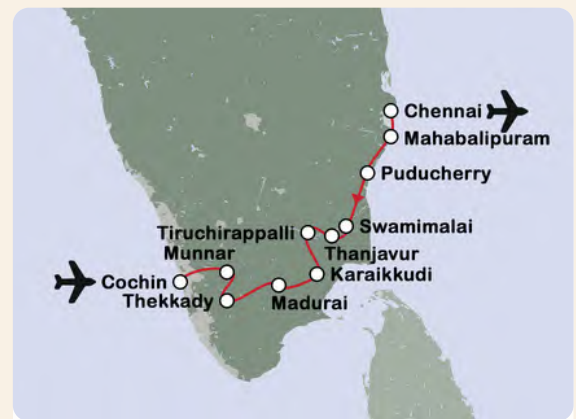 Chennai
Mahabalipuram
Puducherry
Swamimalai
Tiruchirappalli
Thanjavur
Munnar
Karaikkudi
Cochin
Thekkady
Madurai